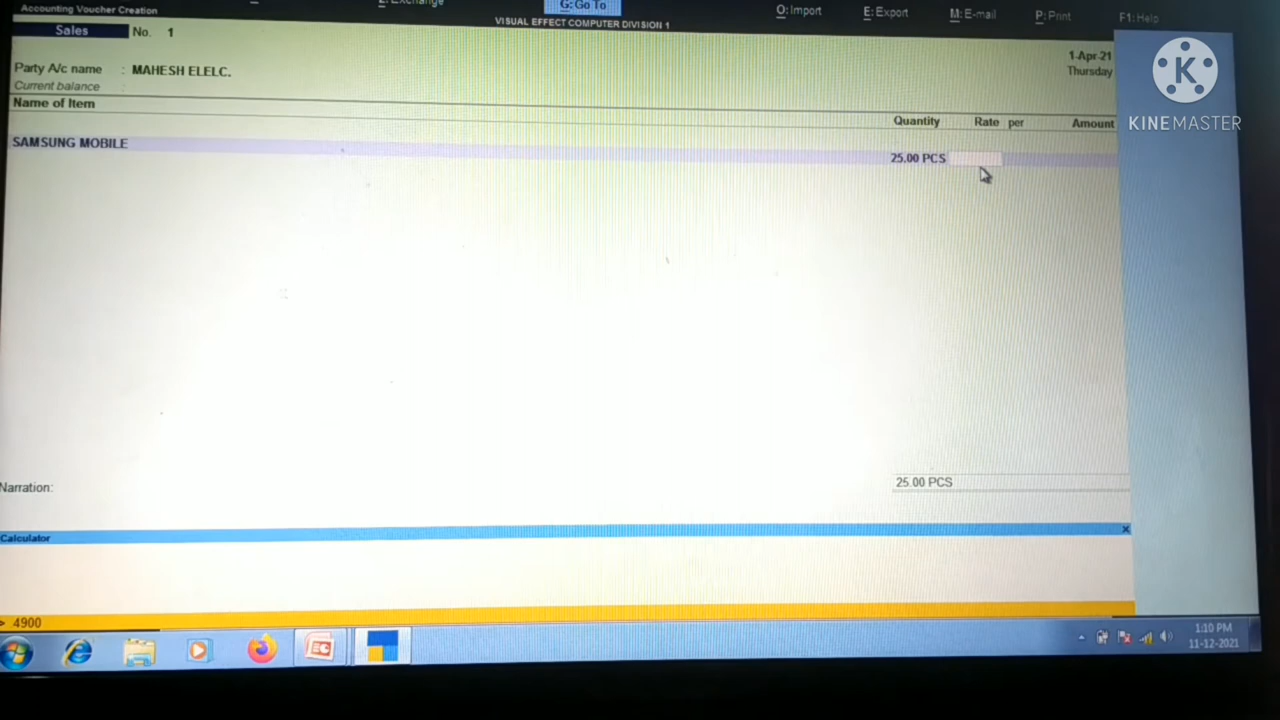 Accounting Voucher Creation
G: Go To
O: Import
E: Export
M: E-mail
P: Print
F1: Help
VISUAL EFFECT COMPUTER DIVISION 1
Sales No. 1
1-Apr-21
Thursday
Party A/c name : MAHESH ELELC.
Current balance :
Name of Item
Quantity Rate per Amount
SAMSUNG MOBILE 25.00 PCS
K
KINEMASTER
Narration:
25.00 PCS
Calculator x
> 4900
1:10 PM
11-12-2021